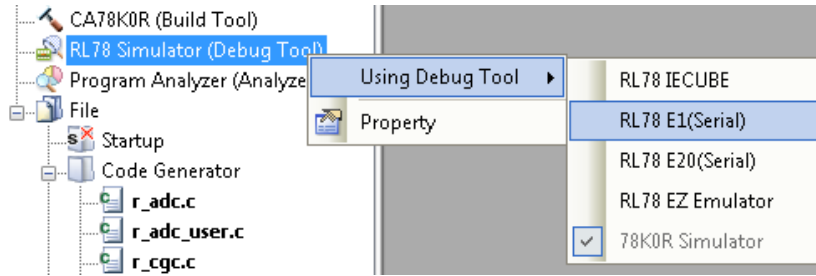 CA78K0R (Build Tool)
RL78 Simulator (Debug Tool)
Program Analyzer (Analyze
File
Startup
Code Generator
r_adc.c
r_adc_user.c
r_cgc.c
Using Debug Tool
Property
RL78 IECUBE
RL78 E1(Serial)
RL78 E20(Serial)
RL78 EZ Emulator
78K0R Simulator